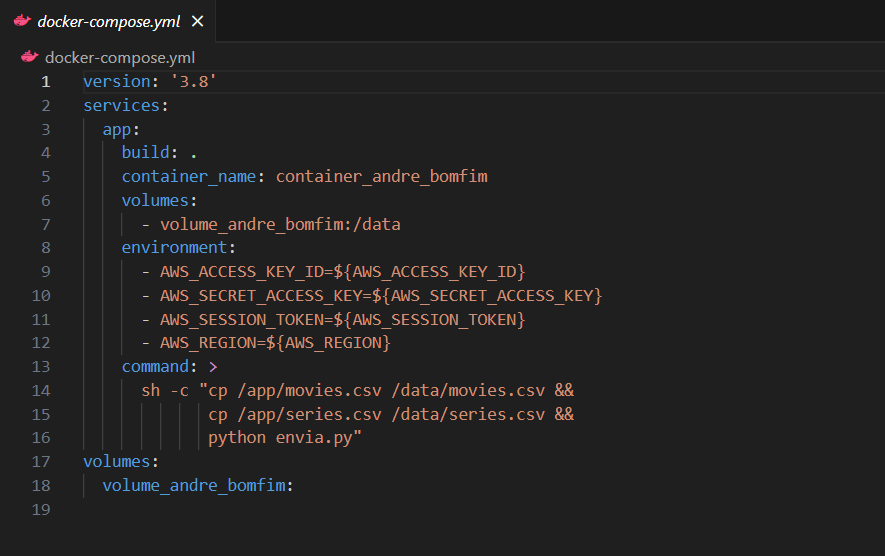 docker-compose.yml ×
docker-compose.yml
1 version: '3.8'
2 services:
3   app:
4     build: .
5     container_name: container_andre_bomfim
6     volumes:
7       - volume_andre_bomfim:/data
8     environment:
9       - AWS_ACCESS_KEY_ID=${AWS_ACCESS_KEY_ID}
10       - AWS_SECRET_ACCESS_KEY=${AWS_SECRET_ACCESS_KEY}
11       - AWS_SESSION_TOKEN=${AWS_SESSION_TOKEN}
12       - AWS_REGION=${AWS_REGION}
13     command: >
14       sh -c "cp /app/movies.csv /data/movies.csv &&
15              cp /app/series.csv /data/series.csv &&
16              python envia.py"
17 volumes:
18   volume_andre_bomfim:
19